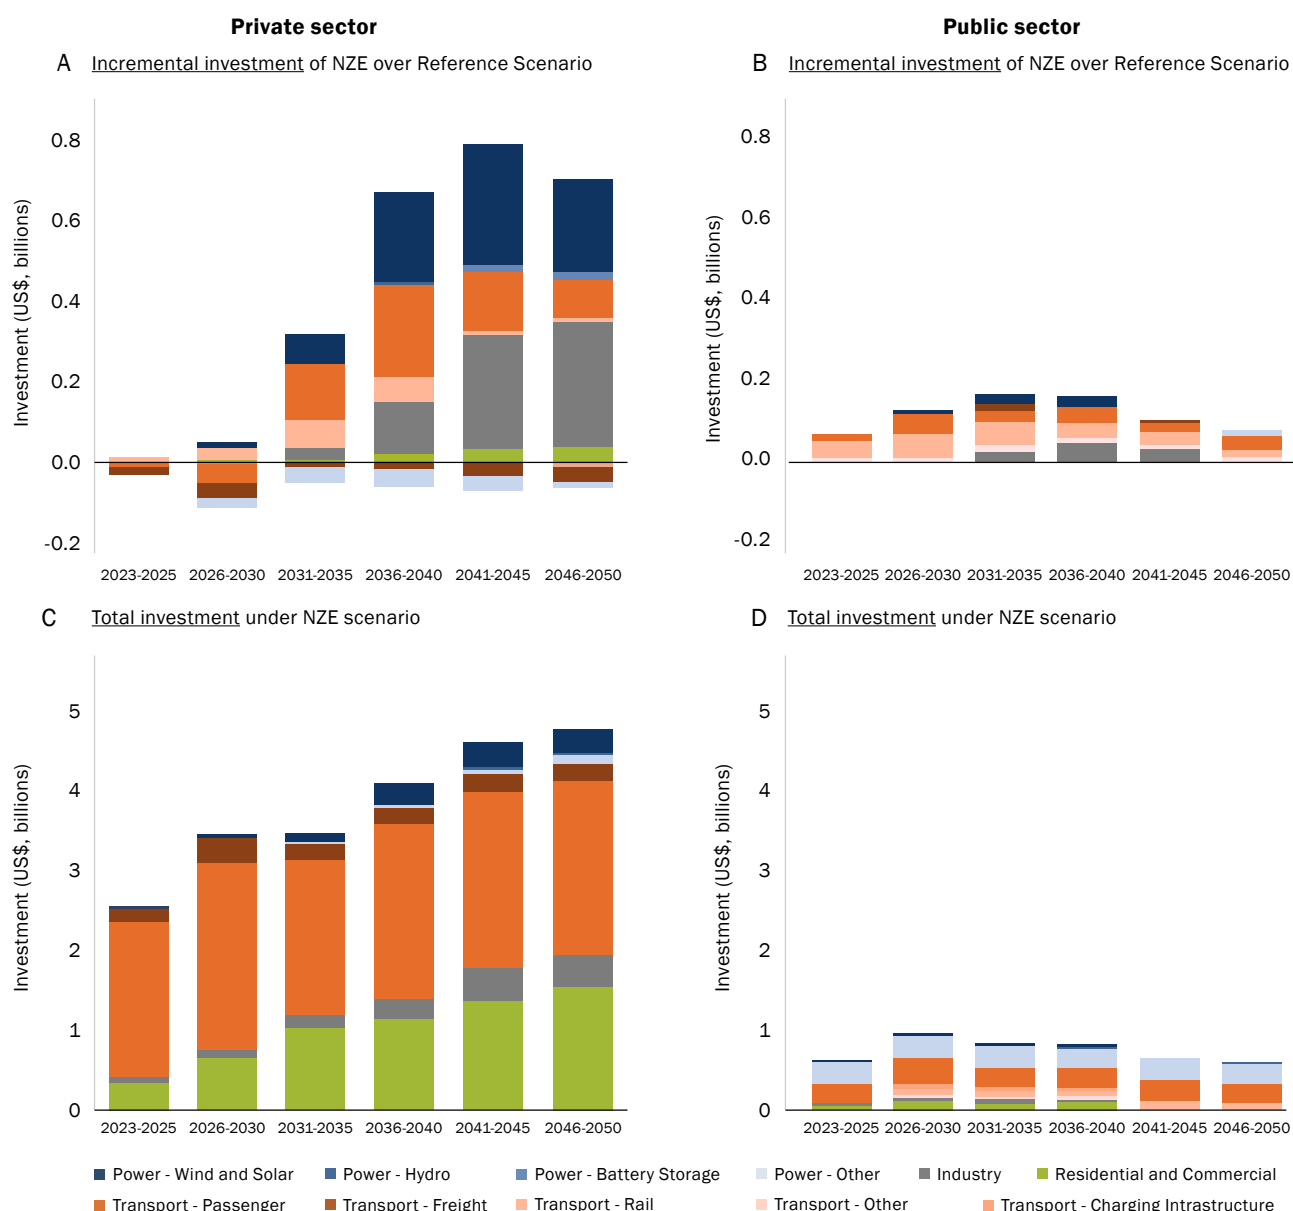 Private sector
Public sector
A Incremental investment of NZE over Reference Scenario
B Incremental investment of NZE over Reference Scenario
Investment (US$, billions)
0.8
0.6
0.4
0.2
0.0
-0.2
2023-2025 2026-2030 2031-2035 2036-2040 2041-2045 2046-2050
Investment (US$, billions)
0.8
0.6
0.4
0.2
0.0
-0.2
2023-2025 2026-2030 2031-2035 2036-2040 2041-2045 2046-2050
C Total investment under NZE scenario
D Total investment under NZE scenario
Investment (US$, billions)
5
4
3
2
1
0
2023-2025 2026-2030 2031-2035 2036-2040 2041-2045 2046-2050
Investment (US$, billions)
5
4
3
2
1
0
2023-2025 2026-2030 2031-2035 2036-2040 2041-2045 2046-2050
Power - Wind and Solar Power - Hydro Power - Battery Storage Power - Other Industry Residential and Commercial
Transport - Passenger Transport - Freight Transport - Rail Transport - Other Transport - Charging Intrastructure